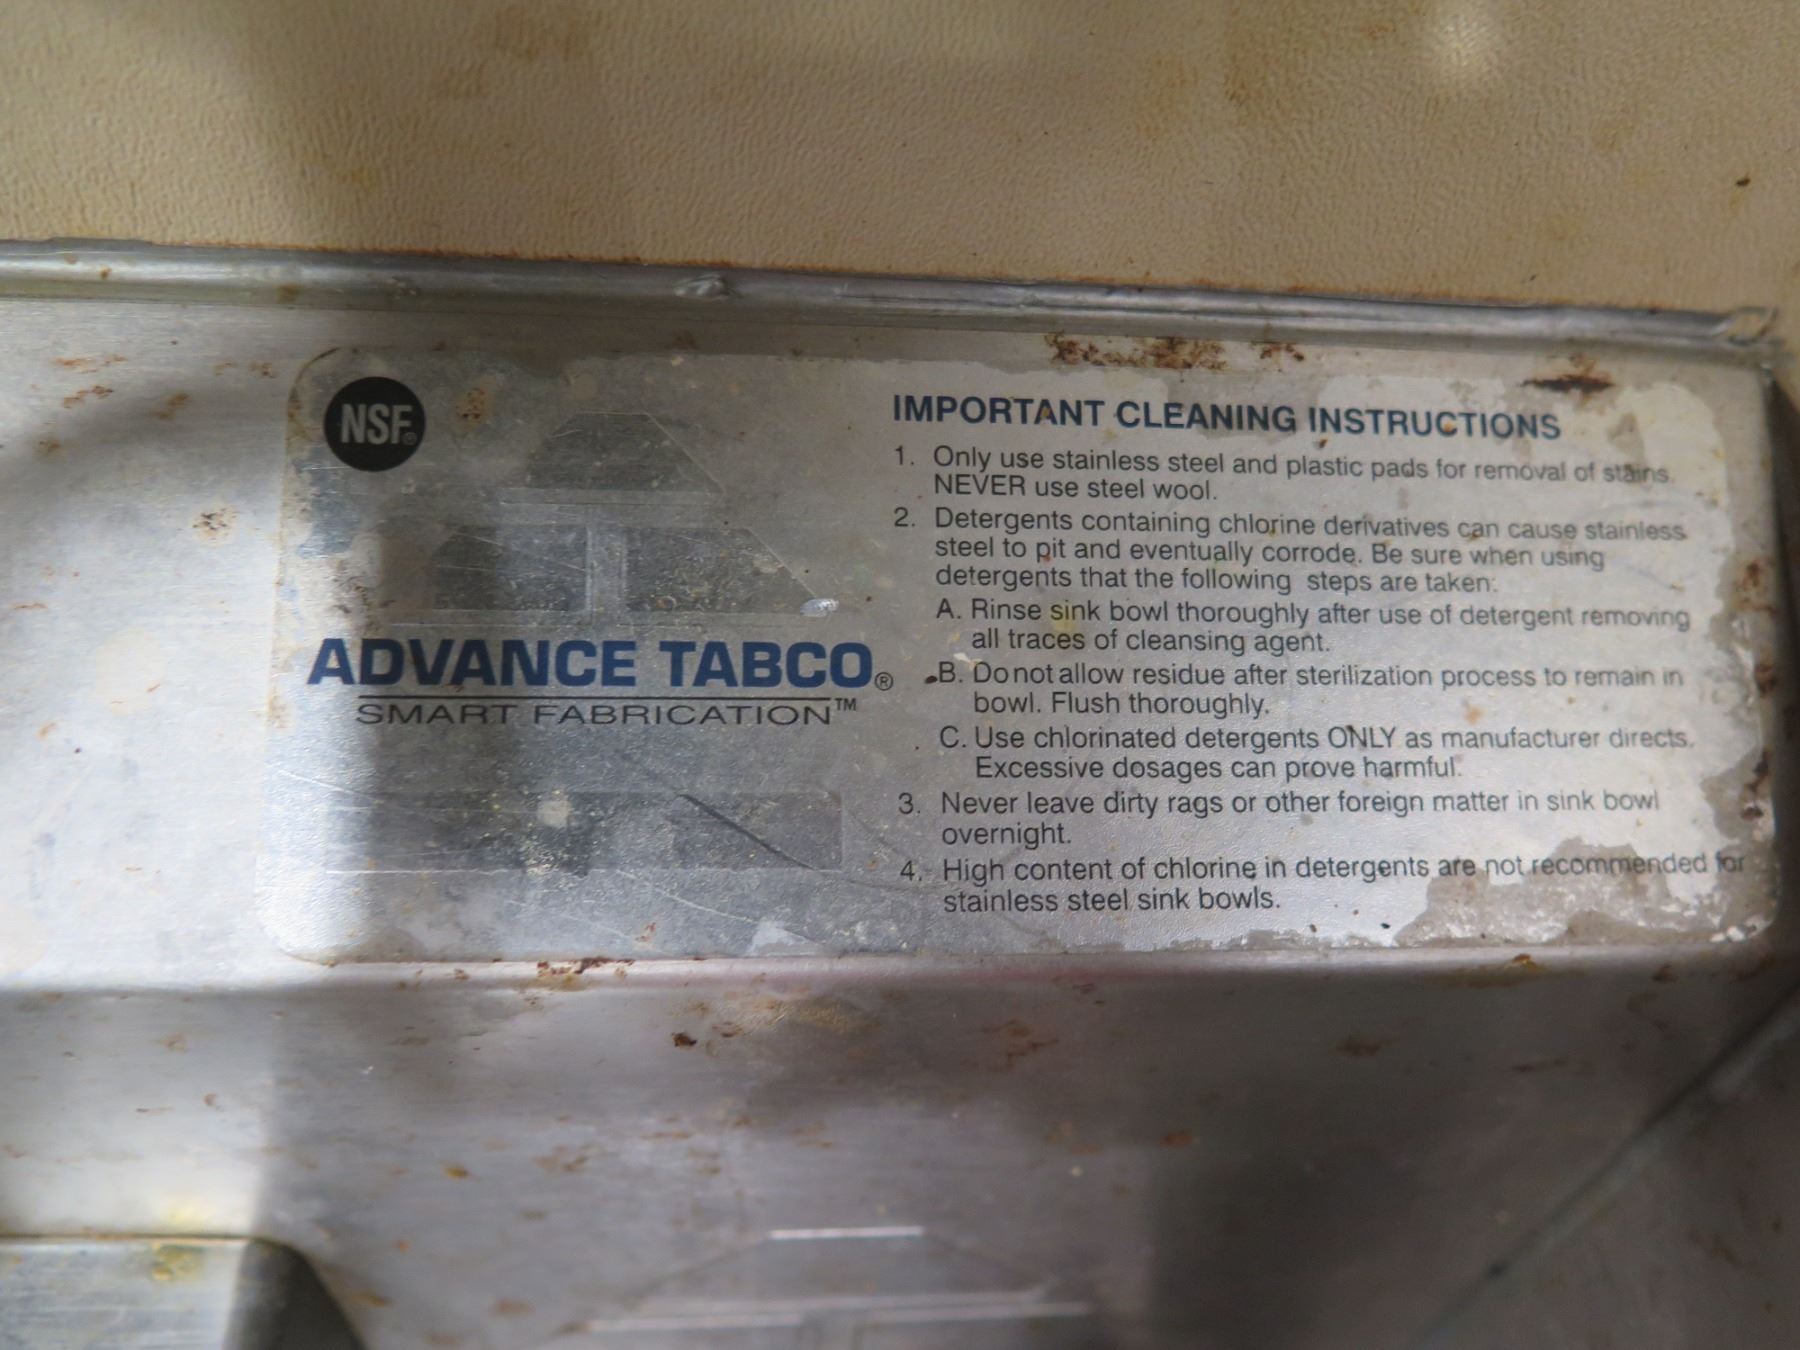 NSF®
ADVANCE TABCO®
SMART FABRICATION™
IMPORTANT CLEANING INSTRUCTIONS
1. Only use stainless steel and plastic pads for removal of stains.
NEVER use steel wool.
2. Detergents containing chlorine derivatives can cause stainless
steel to pit and eventually corrode. Be sure when using
detergents that the following steps are taken:
A. Rinse sink bowl thoroughly after use of detergent removing
all traces of cleansing agent.
B. Do not allow residue after sterilization process to remain in
bowl. Flush thoroughly.
C. Use chlorinated detergents ONLY as manufacturer directs.
Excessive dosages can prove harmful.
3. Never leave dirty rags or other foreign matter in sink bowl
overnight.
4. High content of chlorine in detergents are not recommended for
stainless steel sink bowls.